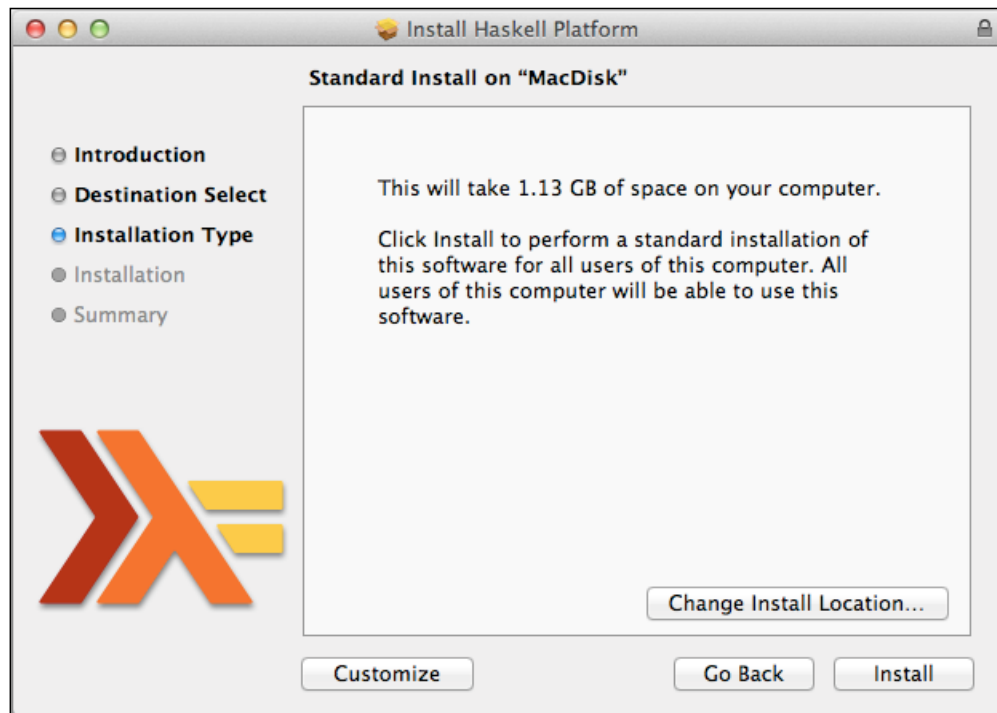 Install Haskell Platform
Standard Install on “MacDisk”
Introduction
Destination Select
Installation Type
Installation
Summary
This will take 1.13 GB of space on your computer.
Click Install to perform a standard installation of
this software for all users of this computer. All
users of this computer will be able to use this
software.
Change Install Location...
Customize
Go Back
Install